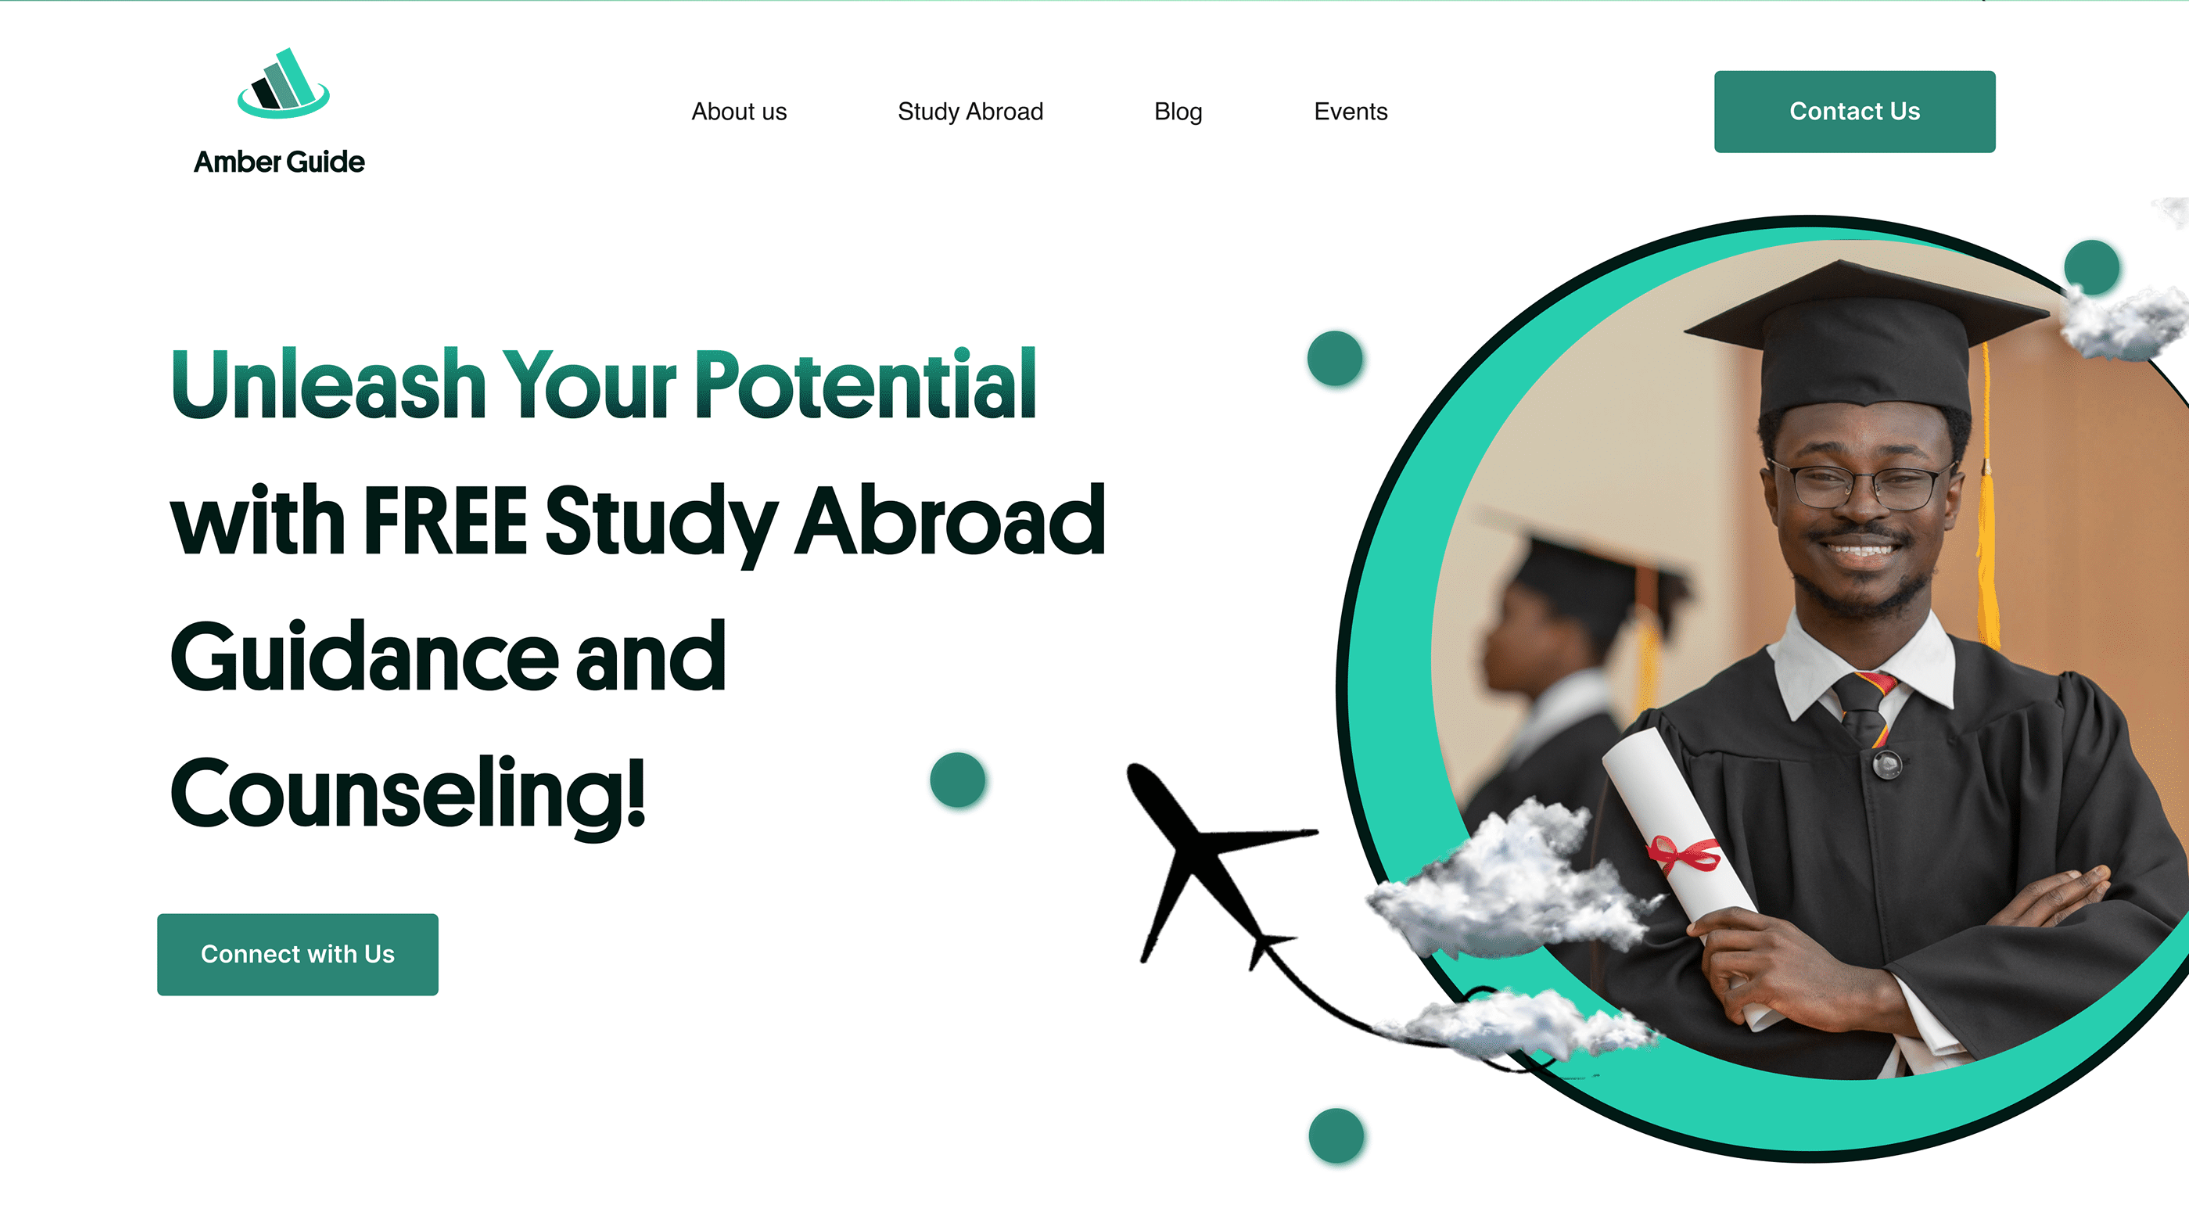 Amber Guide
About us
Study Abroad
Blog
Events
Contact Us
Unleash Your Potential
with FREE Study Abroad
Guidance and
Counseling!
Connect with Us